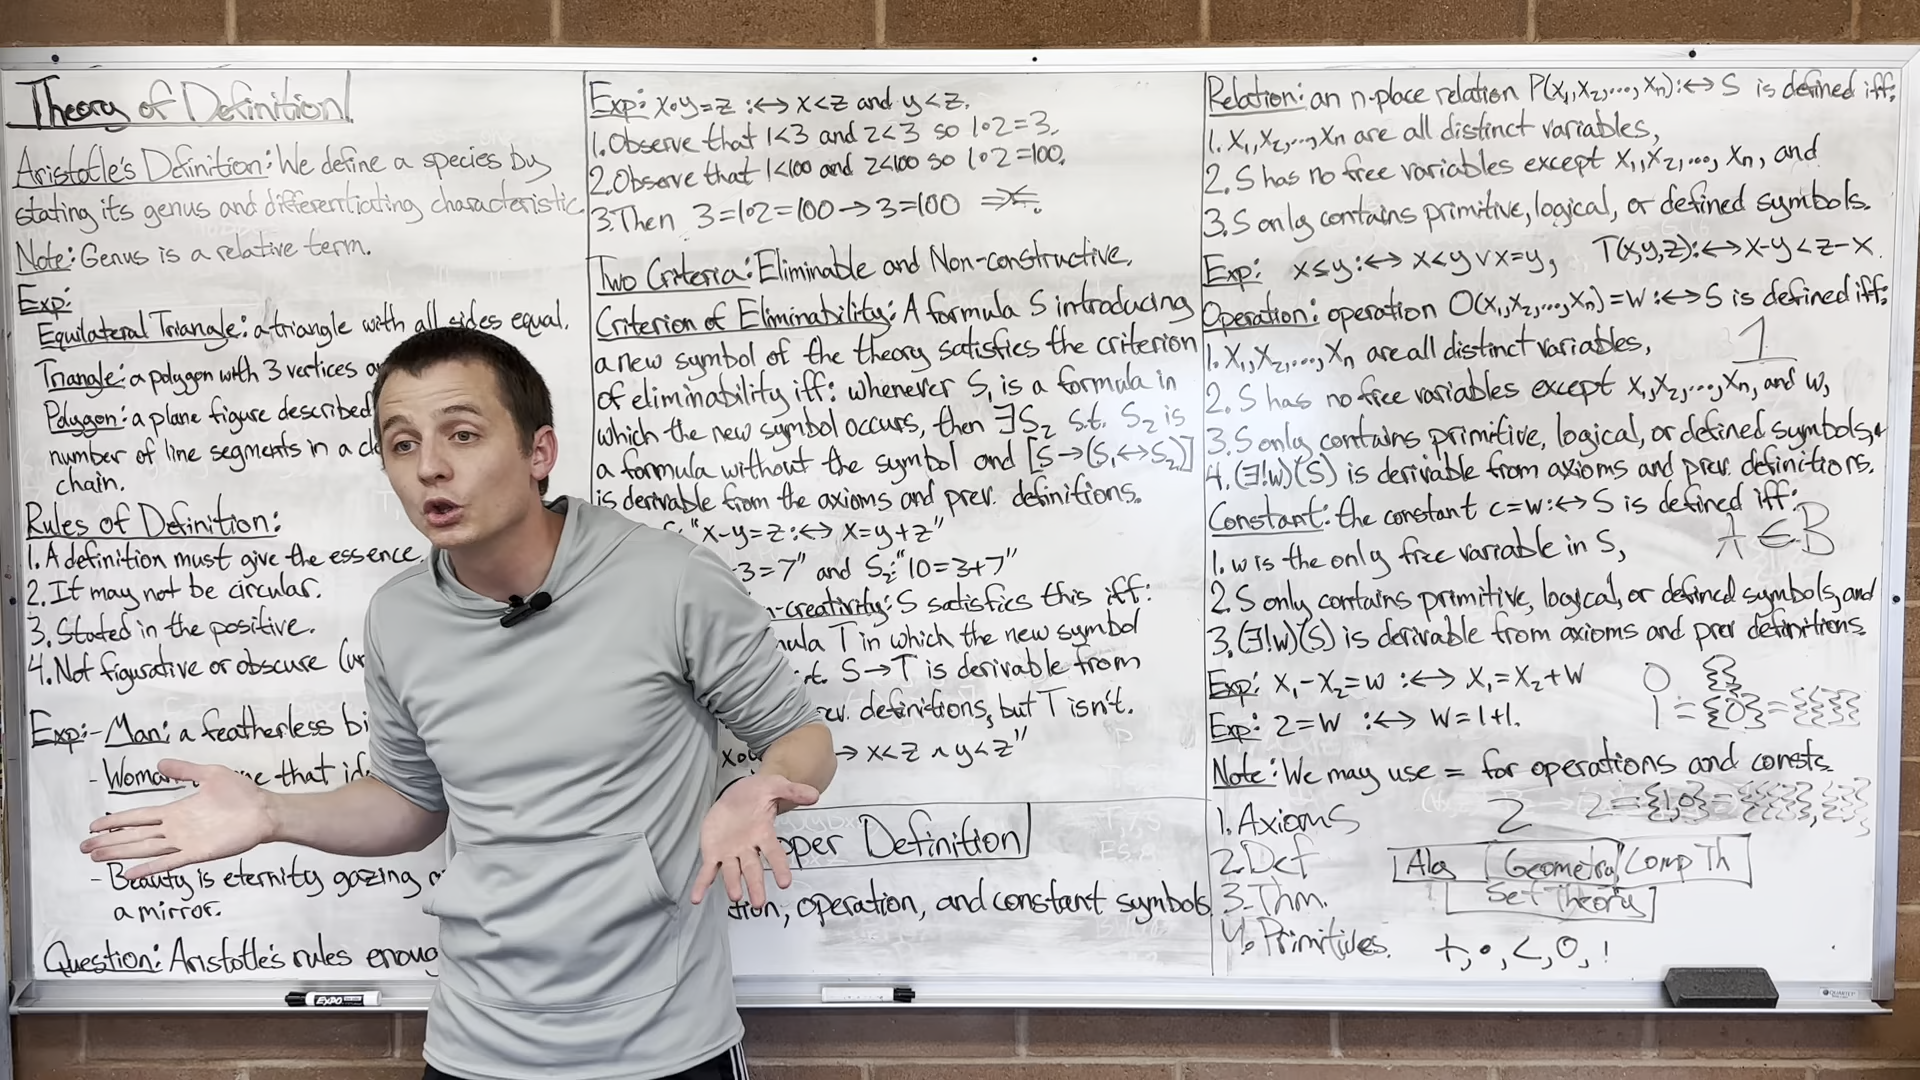 Theory of Definition
Aristotle's Definition: We define a species by
stating its genus and differentiating characteristic.
Note: Genus is a relative term.
Exp:
Equilateral Triangle: a triangle with all sides equal.
Triangle: a polygon with 3 vertices
Polygon: a plane figure described
number of line segments in a
chain.
Rules of Definition:
1. A definition must give the essence.
2. It may not be circular.
3. Stated in the positive.
4. Not figurative or obscure
Exp: - Man: a featherless
- Woman: that
- Beauty is eternity gazing
a mirror.
Question: Aristotle's rules
Exp: x∘y=z :↔ x<z and y<z.
1. Observe that 1<3 and 2<3 so 1∘2=3.
2. Observe that 1<100 and 2<100 so 1∘2=100.
3. Then 3=1∘2=100→3=100
Two Criteria: Eliminable and Non-constructive.
Criterion of Eliminability: A formula S introducing
a new symbol of the theory satisfies the criterion
of eliminability iff: whenever S₁ is a formula in
which the new symbol occurs, then ∃S₂ s.t. S₂ is
a formula without the symbol and [S→(S₁↔S₂)]
is derivable from the axioms and prev. definitions.
"x-y=z :↔ x=y+z"
3=7" and S₂: "10=3+7"
-creativity: S satisfies this iff:
T in which the new symbol
S→T is derivable from
definitions, but T isn't.
→ x<z ∧ y<z"
Definition
operation, and constant symbols
Relation: an n-place relation P(x₁,x₂,...,xₙ):↔ S is defined iff:
1. x₁,x₂,...,xₙ are all distinct variables,
2. S has no free variables except x₁,x₂,...,xₙ, and
3. S only contains primitive, logical, or defined symbols.
Exp: x≤y :↔ x<y ∨ x=y, T(x,y,z):↔ x-y<z-x.
Operation: operation O(x₁,x₂,...,xₙ)=w :↔ S is defined iff:
1
1. x₁,x₂,...,xₙ are all distinct variables,
2. S has no free variables except x₁,x₂,...,xₙ, and w,
3. S only contains primitive, logical, or defined symbols, +
4. (∃!w)(S) is derivable from axioms and prev. definitions.
Constant: the constant c=w :↔ S is defined iff:
A ∈ B
1. w is the only free variable in S,
2. S only contains primitive, logical, or defined symbols, and
3. (∃!w)(S) is derivable from axioms and prev definitions.
Exp: x₁-x₂=w :↔ x₁=x₂+w
0 {}
Exp: 2=w :↔ w=1+1.
1 = {0} = {{}}
Note: We may use = for operations and consts.
2 2 = {1,0} =
1. Axioms
2. Def
3. Thm.
4. Primitives.
Alg Geometry Comp Th
Set Theory
+, ∘, <, 0, 1
EXPO
QUARTET